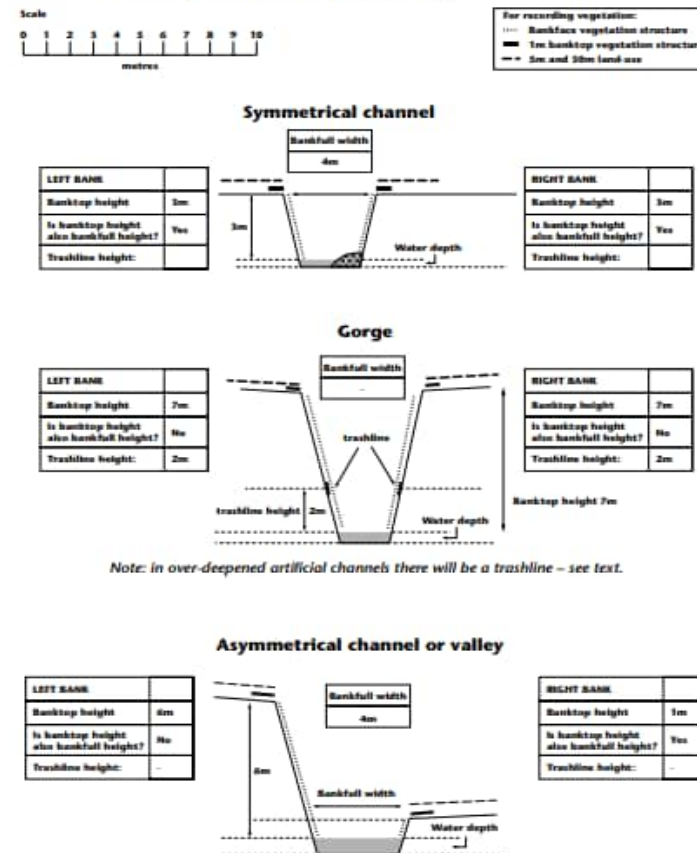 Scale
0 1 2 3 4 5 6 7 8 9 10
metres
For recording vegetation:
Bankface vegetation structure
1m banktop vegetation structure
5m and 50m land-use
Symmetrical channel
Bankfull width
4m
LEFT BANK
Banktop height 3m
Is banktop height
also bankfull height? Yes
Trashline height:
3m
Water depth
RIGHT BANK
Banktop height 3m
Is banktop height
also bankfull height? Yes
Trashline height:
Gorge
Bankfull width
-
LEFT BANK
Banktop height 7m
Is banktop height
also bankfull height? No
Trashline height: 2m
trashline
trashline height 2m
Water depth
RIGHT BANK
Banktop height 7m
Is banktop height
also bankfull height? No
Trashline height: 2m
Banktop height 7m
Note: in over-deepened artificial channels there will be a trashline – see text.
Asymmetrical channel or valley
LEFT BANK
Banktop height 6m
Is banktop height
also bankfull height? No
Trashline height: -
Bankfull width
4m
6m
Bankfull width
Water depth
RIGHT BANK
Banktop height 1m
Is banktop height
also bankfull height? Yes
Trashline height: -